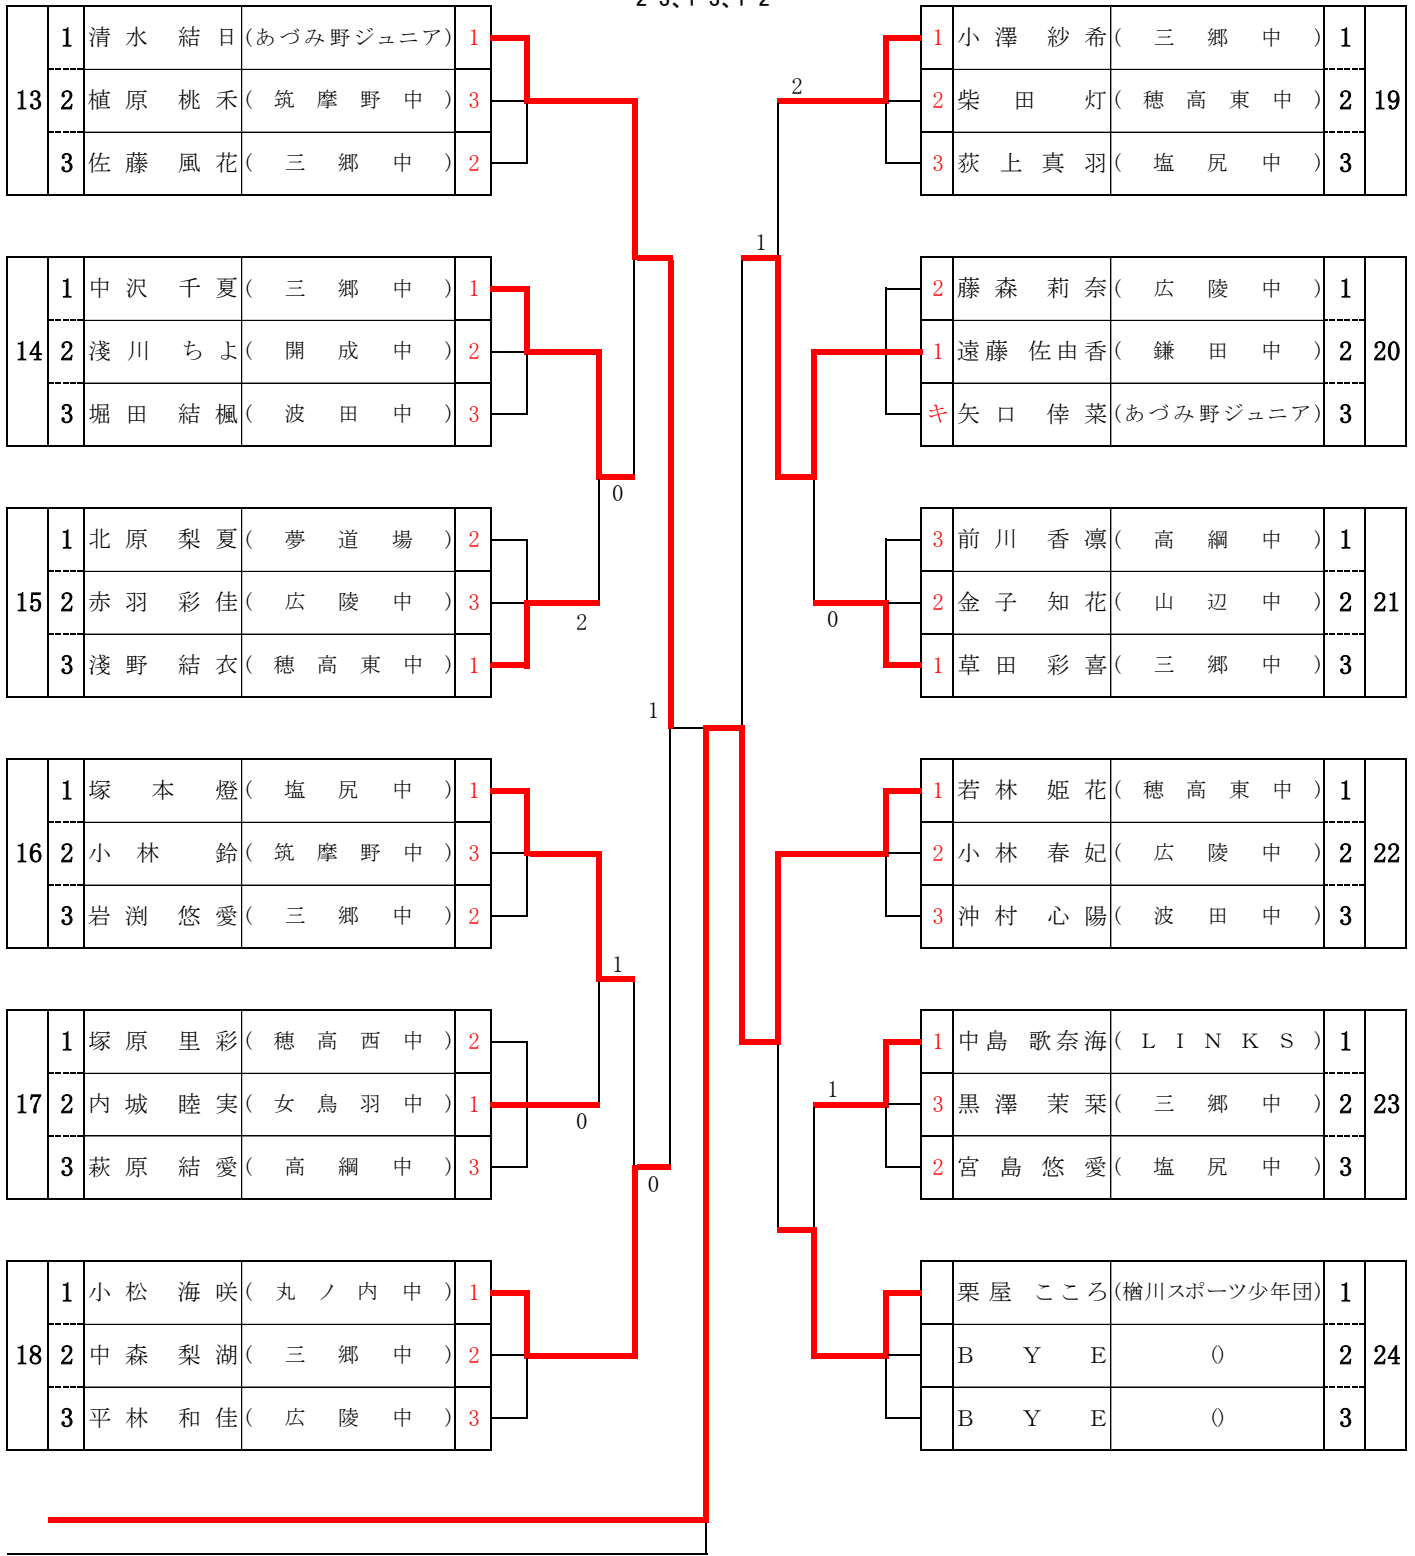 2-3、1-3、1-2
13
1 清水 結日 (あづみ野ジュニア) 1
2 植原 桃禾 (筑摩野中) 3
3 佐藤 風花 (三郷中) 2
14
1 中沢 千夏 (三郷中) 1
2 淺川 ちよ (開成中) 2
3 堀田 結楓 (波田中) 3
0
15
1 北原 梨夏 (夢道場) 2
2 赤羽 彩佳 (広陵中) 3
3 淺野 結衣 (穂高東中) 1
2
1
16
1 塚本 燈 (塩尻中) 1
2 小林 鈴 (筑摩野中) 3
3 岩渕 悠愛 (三郷中) 2
1
17
1 塚原 里彩 (穂高西中) 2
2 内城 睦実 (女鳥羽中) 1
3 萩原 結愛 (高綱中) 3
0
0
18
1 小松 海咲 (丸ノ内中) 1
2 中森 梨湖 (三郷中) 2
3 平林 和佳 (広陵中) 3
2
1 小澤 紗希 (三郷中) 1
2 柴田 灯 (穂高東中) 2
3 荻上 真羽 (塩尻中) 3
19
1
2 藤森 莉奈 (広陵中) 1
1 遠藤 佐由香 (鎌田中) 2
キ 矢口 倖菜 (あづみ野ジュニア) 3
20
3 前川 香凛 (高綱中) 1
2 金子 知花 (山辺中) 2
1 草田 彩喜 (三郷中) 3
21
0
1 若林 姫花 (穂高東中) 1
2 小林 春妃 (広陵中) 2
3 沖村 心陽 (波田中) 3
22
1 中島 歌奈海 (LINKS) 1
3 黒澤 茉栞 (三郷中) 2
2 宮島 悠愛 (塩尻中) 3
23
1
栗屋 こころ (楢川スポーツ少年団) 1
BYE () 2
BYE () 3
24